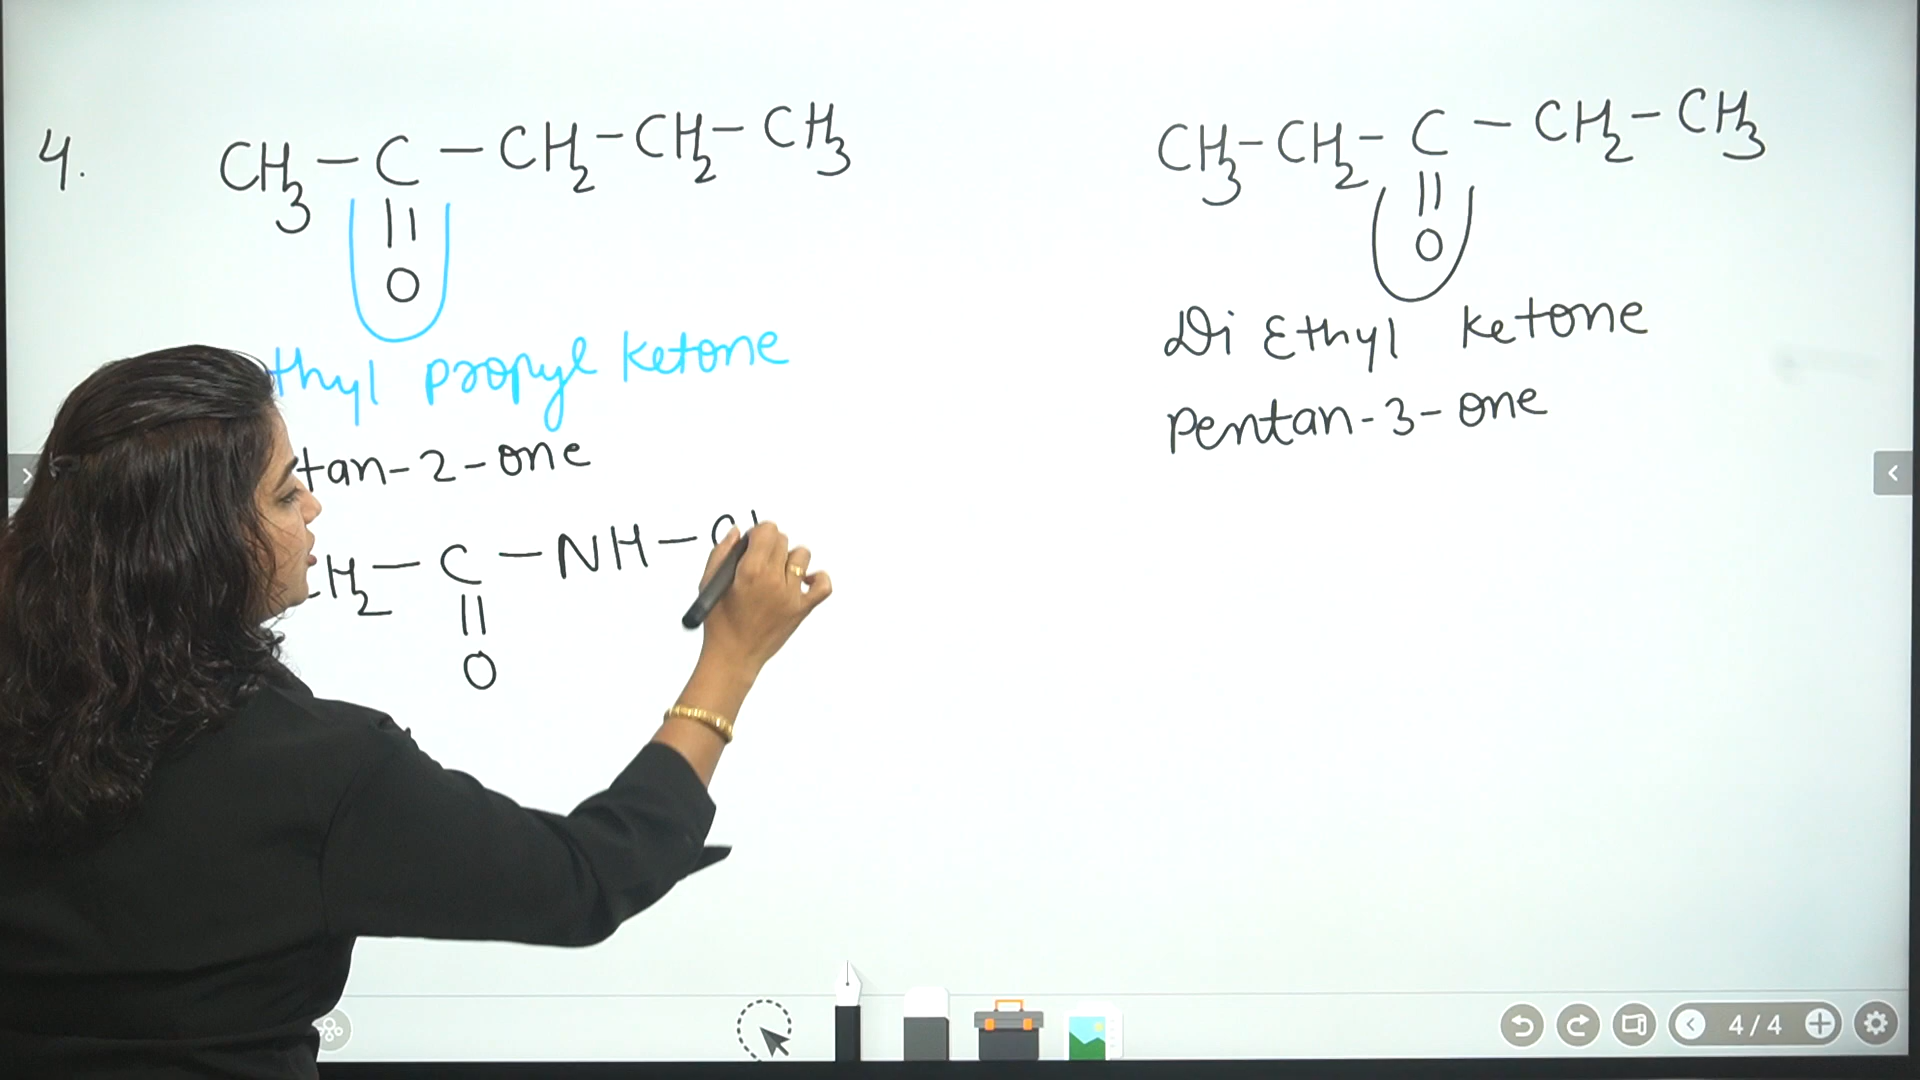 4.
CH3 – C – CH2 – CH2 – CH3
||
O
thyl propyl ketone
tan-2-one
H2 – C – NH –
||
O
CH3 – CH2 – C – CH2 – CH3
||
O
Di Ethyl ketone
Pentan-3-one
4/4